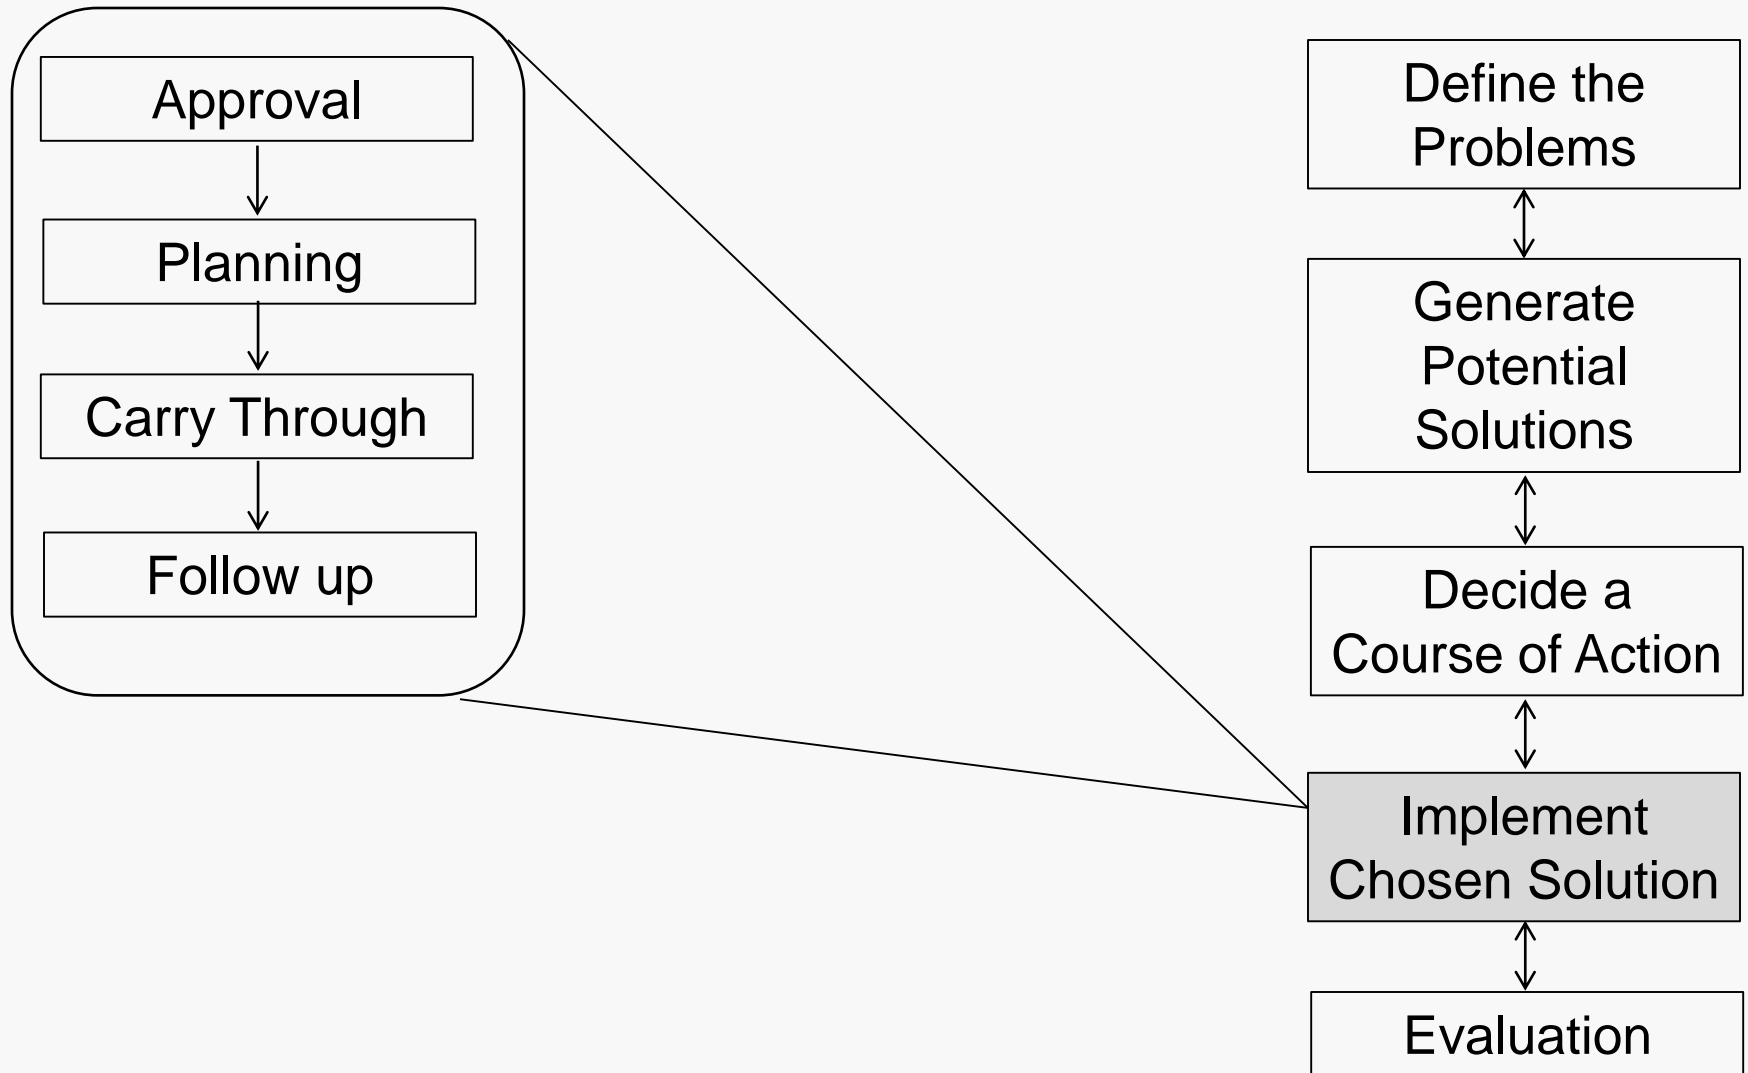 Approval
Planning
Carry Through
Follow up
Define the
Problems
Generate
Potential
Solutions
Decide a
Course of Action
Implement
Chosen Solution
Evaluation